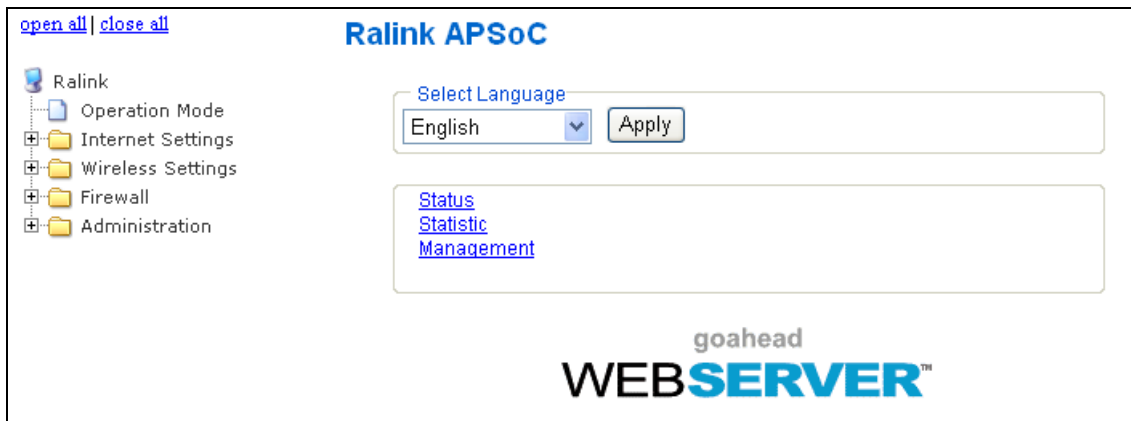 open all | close all
Ralink
Operation Mode
Internet Settings
Wireless Settings
Firewall
Administration
Ralink APSoC
Select Language
English
Apply
Status
Statistic
Management
goahead
WEBSERVER™